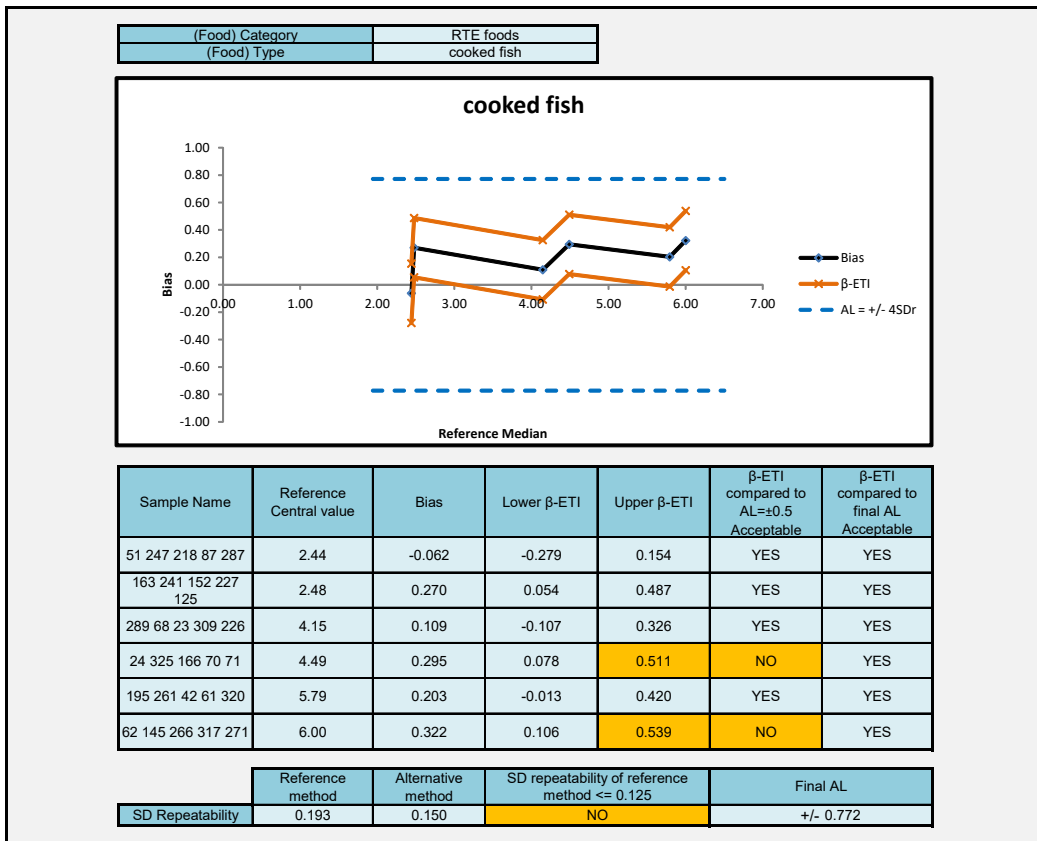 (Food) Category RTE foods
(Food) Type cooked fish
cooked fish
1.00
0.80
0.60
0.40
0.20
0.00
-0.20
-0.40
-0.60
-0.80
-1.00
Bias
0.00 1.00 2.00 3.00 4.00 5.00 6.00 7.00
Reference Median
Bias
β-ETI
AL = +/- 4SDr
Sample Name Reference Central value Bias Lower β-ETI Upper β-ETI β-ETI compared to AL=±0.5 Acceptable β-ETI compared to final AL Acceptable
51 247 218 87 287 2.44 -0.062 -0.279 0.154 YES YES
163 241 152 227 125 2.48 0.270 0.054 0.487 YES YES
289 68 23 309 226 4.15 0.109 -0.107 0.326 YES YES
24 325 166 70 71 4.49 0.295 0.078 0.511 NO YES
195 261 42 61 320 5.79 0.203 -0.013 0.420 YES YES
62 145 266 317 271 6.00 0.322 0.106 0.539 NO YES
Reference method Alternative method SD repeatability of reference method <= 0.125 Final AL
SD Repeatability 0.193 0.150 NO +/- 0.772